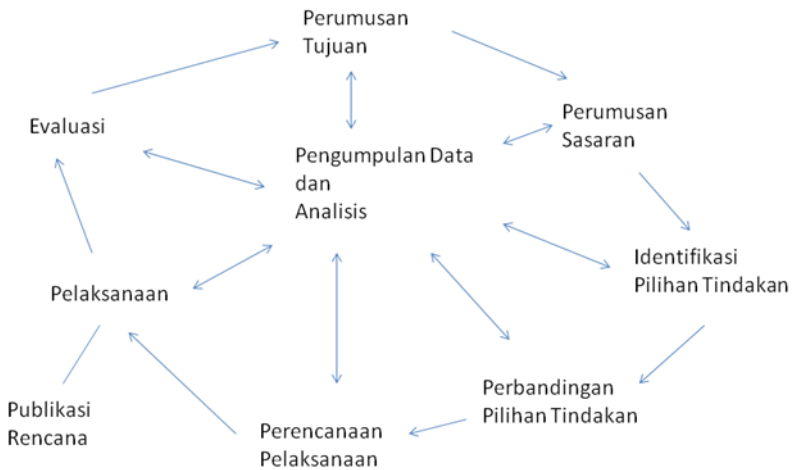 Perumusan
Tujuan
Perumusan
Sasaran
Evaluasi
Pengumpulan Data
dan
Analisis
Identifikasi
Pilihan Tindakan
Pelaksanaan
Perbandingan
Pilihan Tindakan
Publikasi
Rencana
Perencanaan
Pelaksanaan